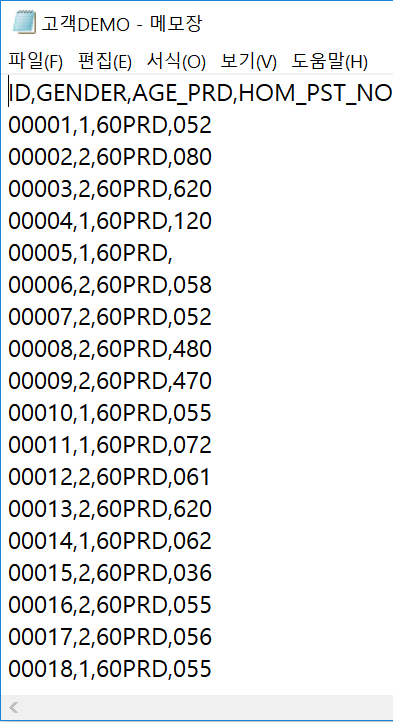 고객DEMO - 메모장
파일(F) 편집(E) 서식(O) 보기(V) 도움말(H)
ID,GENDER,AGE_PRD,HOM_PST_NO
00001,1,60PRD,052
00002,2,60PRD,080
00003,2,60PRD,620
00004,1,60PRD,120
00005,1,60PRD,
00006,2,60PRD,058
00007,2,60PRD,052
00008,2,60PRD,480
00009,2,60PRD,470
00010,1,60PRD,055
00011,1,60PRD,072
00012,2,60PRD,061
00013,2,60PRD,620
00014,1,60PRD,062
00015,2,60PRD,036
00016,2,60PRD,055
00017,2,60PRD,056
00018,1,60PRD,055